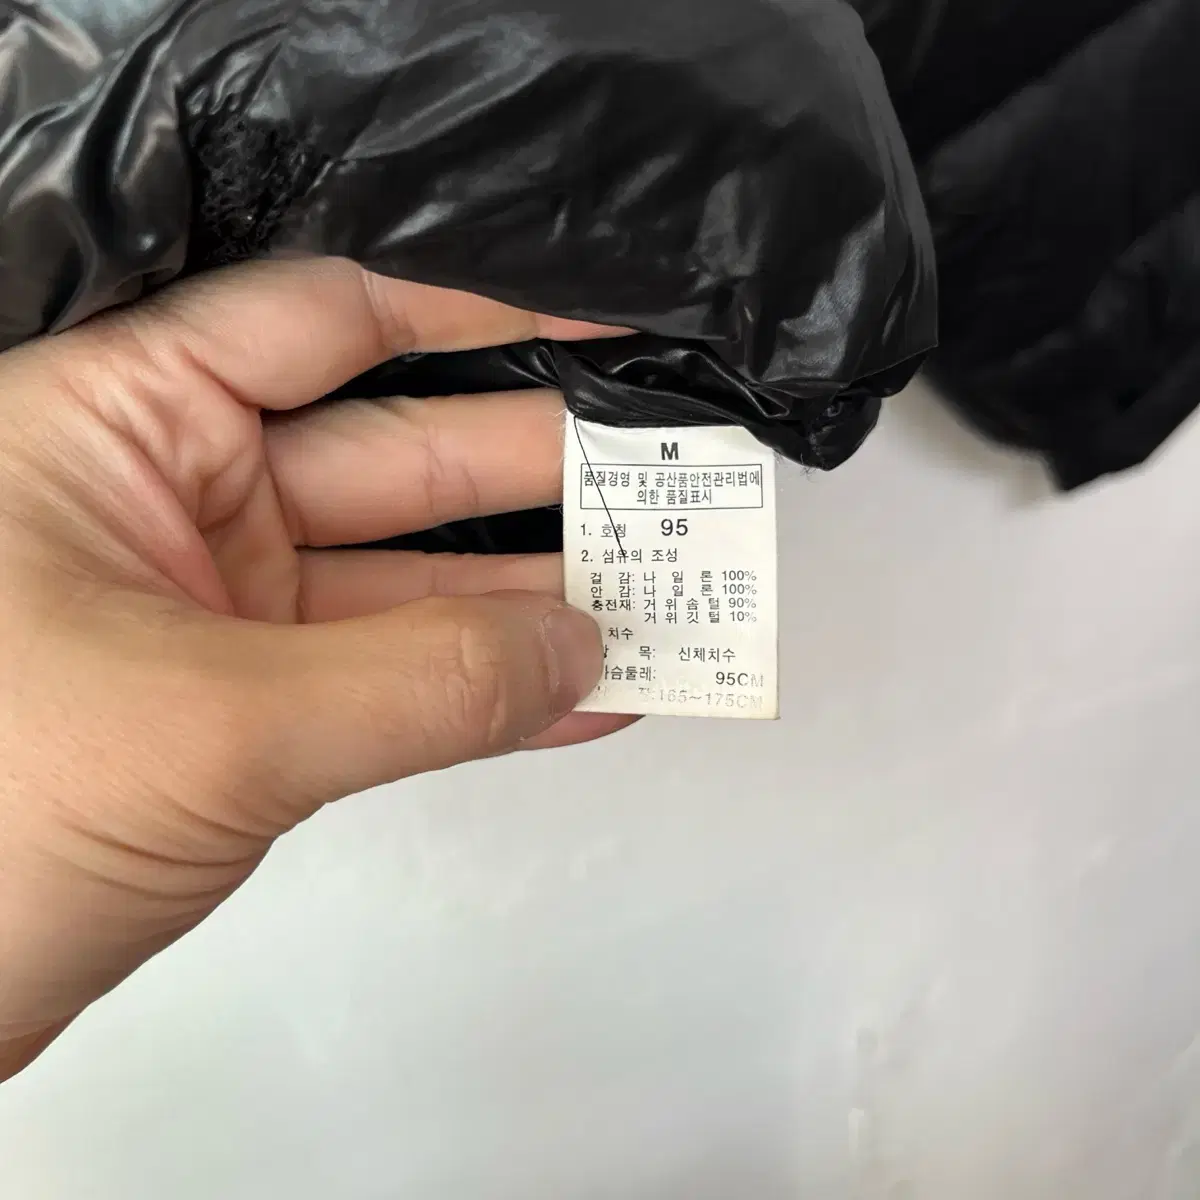 M
품질경영 및 공산품안전관리법에
의한 품질표시
1. 호칭 95
2. 섬유의 조성
겉 감: 나 일 론 100%
안 감: 나 일 론 100%
충전재: 거 위 솜 털 90%
거 위 깃 털 10%
치수
목: 신체치수
가슴둘레: 95CM
165~175CM